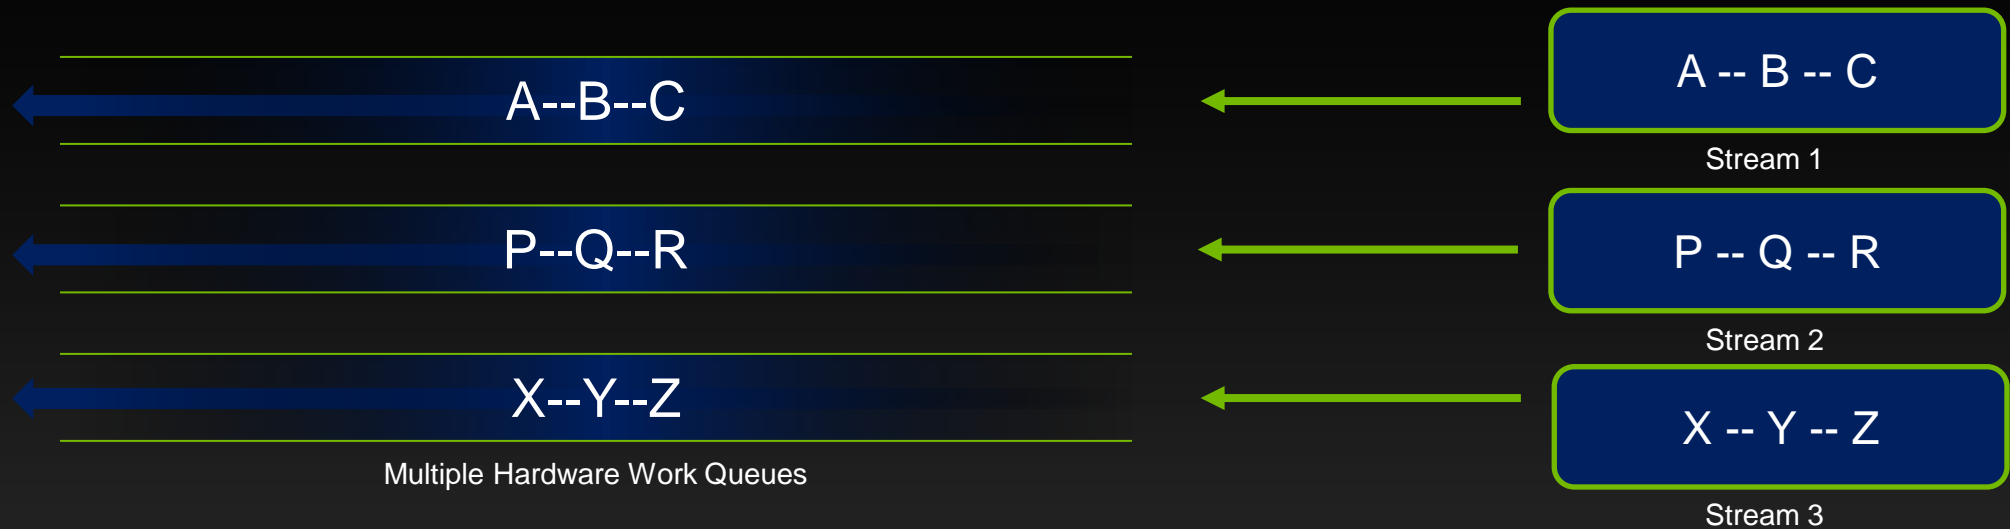 A--B--C
A -- B -- C
Stream 1
P--Q--R
P -- Q -- R
Stream 2
X--Y--Z
X -- Y -- Z
Multiple Hardware Work Queues
Stream 3